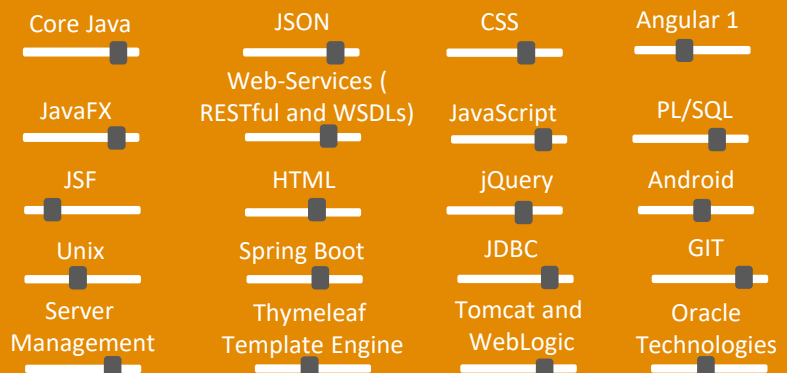 Core Java
JSON
CSS
Angular 1
JavaFX
Web-Services (
RESTful and WSDLs)
JavaScript
PL/SQL
JSF
HTML
jQuery
Android
Unix
Spring Boot
JDBC
GIT
Server
Management
Thymeleaf
Template Engine
Tomcat and
WebLogic
Oracle
Technologies